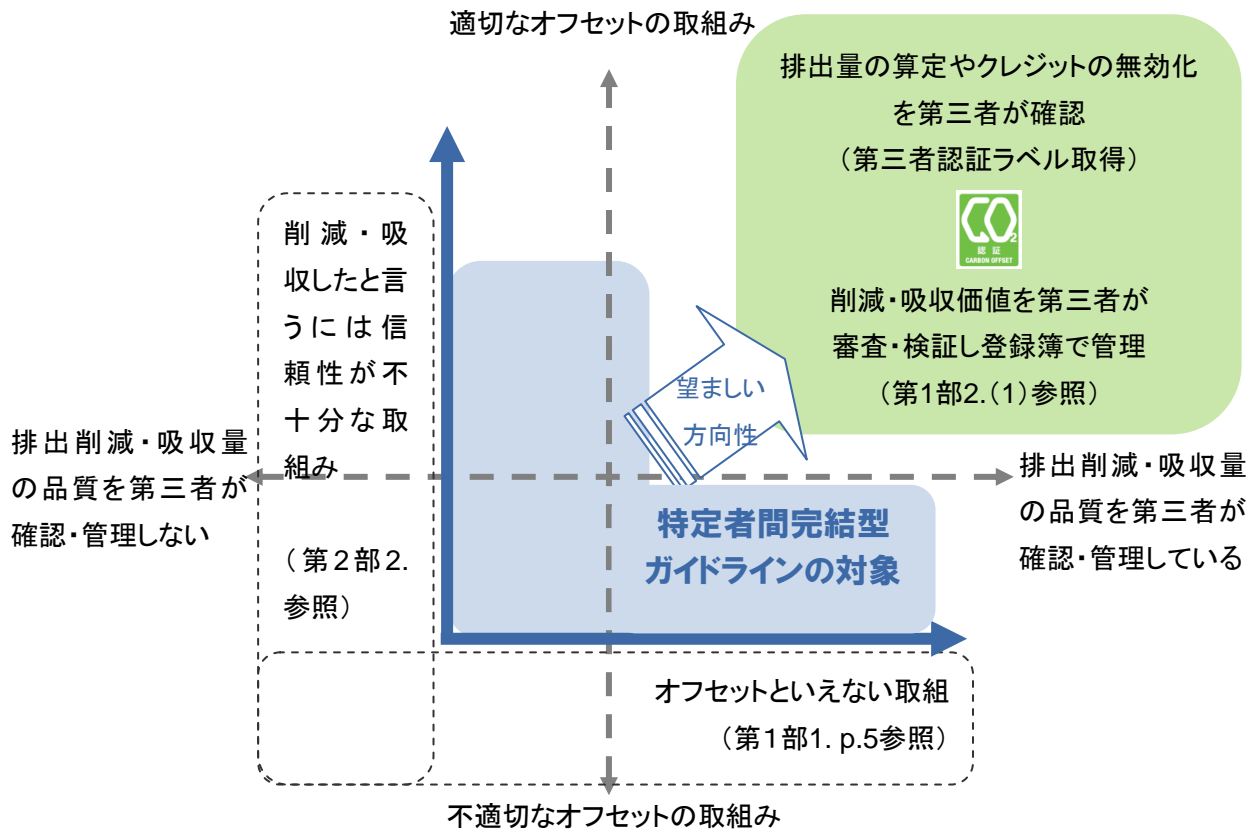 適切なオフセットの取組み
排出量の算定やクレジットの無効化
を第三者が確認
（第三者認証ラベル取得）
CO2
認証
CARBON OFFSET
削減・吸収価値を第三者が
審査・検証し登録簿で管理
（第1部2.(1)参照）
削減・吸
収したと言
うには信
頼性が不
十分な取
組み
（第２部2.
参照）
望ましい
方向性
排出削減・吸収量
の品質を第三者が
確認・管理しない
排出削減・吸収量
の品質を第三者が
確認・管理している
特定者間完結型
ガイドラインの対象
オフセットといえない取組
（第１部1. p.5参照）
不適切なオフセットの取組み